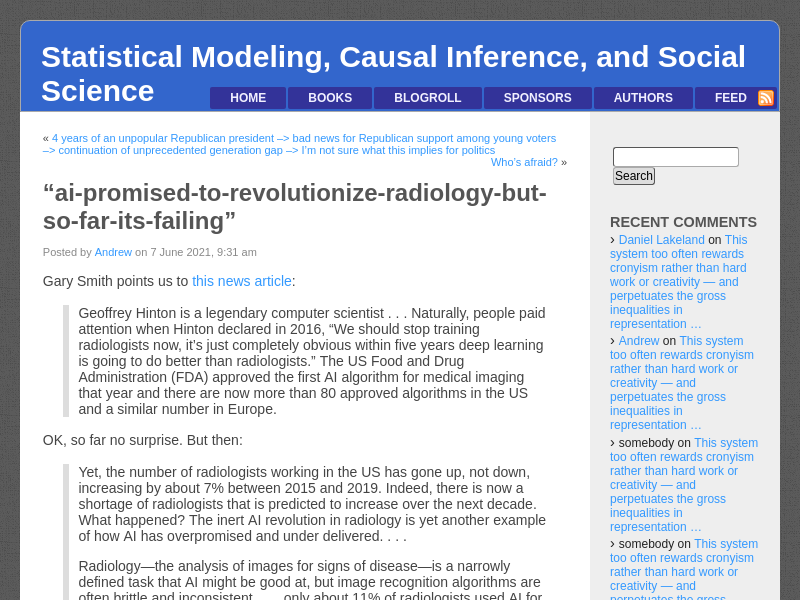 Statistical Modeling, Causal Inference, and Social
Science
HOME BOOKS BLOGROLL SPONSORS AUTHORS FEED
« 4 years of an unpopular Republican president –> bad news for Republican support among young voters
–> continuation of unprecedented generation gap –> I’m not sure what this implies for politics
Who’s afraid? »
“ai-promised-to-revolutionize-radiology-but-
so-far-its-failing”
Posted by Andrew on 7 June 2021, 9:31 am
Gary Smith points us to this news article:
Geoffrey Hinton is a legendary computer scientist . . . Naturally, people paid
attention when Hinton declared in 2016, “We should stop training
radiologists now, it’s just completely obvious within five years deep learning
is going to do better than radiologists.” The US Food and Drug
Administration (FDA) approved the first AI algorithm for medical imaging
that year and there are now more than 80 approved algorithms in the US
and a similar number in Europe.
OK, so far no surprise. But then:
Yet, the number of radiologists working in the US has gone up, not down,
increasing by about 7% between 2015 and 2019. Indeed, there is now a
shortage of radiologists that is predicted to increase over the next decade.
What happened? The inert AI revolution in radiology is yet another example
of how AI has overpromised and under delivered. . . .
Radiology—the analysis of images for signs of disease—is a narrowly
defined task that AI might be good at, but image recognition algorithms are
often brittle and inconsistent. . . . only about 11% of radiologists used AI for
Search
RECENT COMMENTS
› Daniel Lakeland on This
system too often rewards
cronyism rather than hard
work or creativity — and
perpetuates the gross
inequalities in
representation …
› Andrew on This system
too often rewards cronyism
rather than hard work or
creativity — and
perpetuates the gross
inequalities in
representation …
› somebody on This system
too often rewards cronyism
rather than hard work or
creativity — and
perpetuates the gross
inequalities in
representation …
› somebody on This system
too often rewards cronyism
rather than hard work or
creativity — and
perpetuates the gross